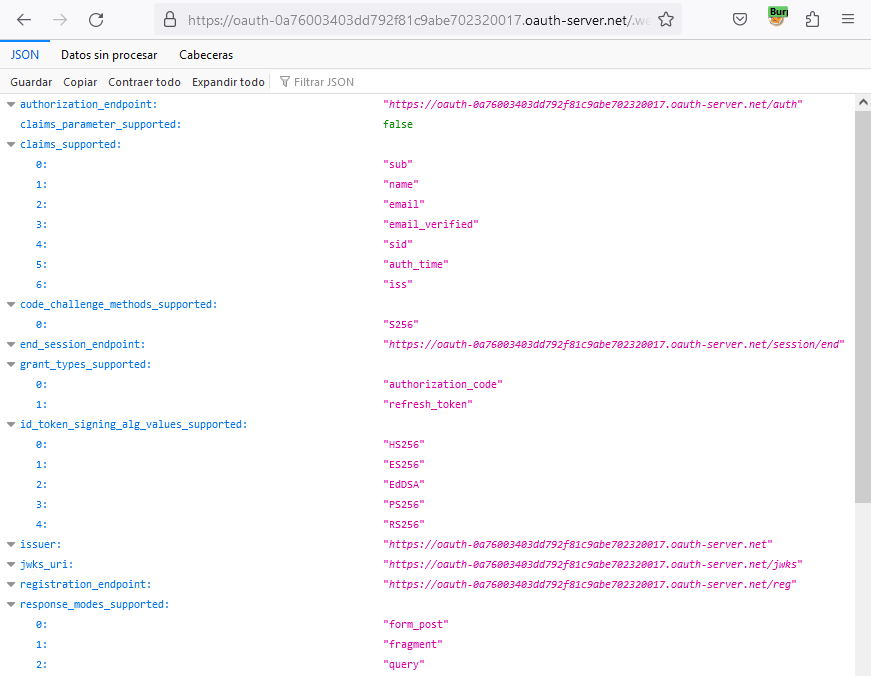 https://oauth-0a76003403dd792f81c9abe702320017.oauth-server.net/.we
Bur
JSON Datos sin procesar Cabeceras
Guardar Copiar Contraer todo Expandir todo Filtrar JSON
authorization_endpoint: "https://oauth-0a76003403dd792f81c9abe702320017.oauth-server.net/auth"
claims_parameter_supported: false
claims_supported:
0: "sub"
1: "name"
2: "email"
3: "email_verified"
4: "sid"
5: "auth_time"
6: "iss"
code_challenge_methods_supported:
0: "S256"
end_session_endpoint: "https://oauth-0a76003403dd792f81c9abe702320017.oauth-server.net/session/end"
grant_types_supported:
0: "authorization_code"
1: "refresh_token"
id_token_signing_alg_values_supported:
0: "HS256"
1: "ES256"
2: "EdDSA"
3: "PS256"
4: "RS256"
issuer: "https://oauth-0a76003403dd792f81c9abe702320017.oauth-server.net"
jwks_uri: "https://oauth-0a76003403dd792f81c9abe702320017.oauth-server.net/jwks"
registration_endpoint: "https://oauth-0a76003403dd792f81c9abe702320017.oauth-server.net/reg"
response_modes_supported:
0: "form_post"
1: "fragment"
2: "query"